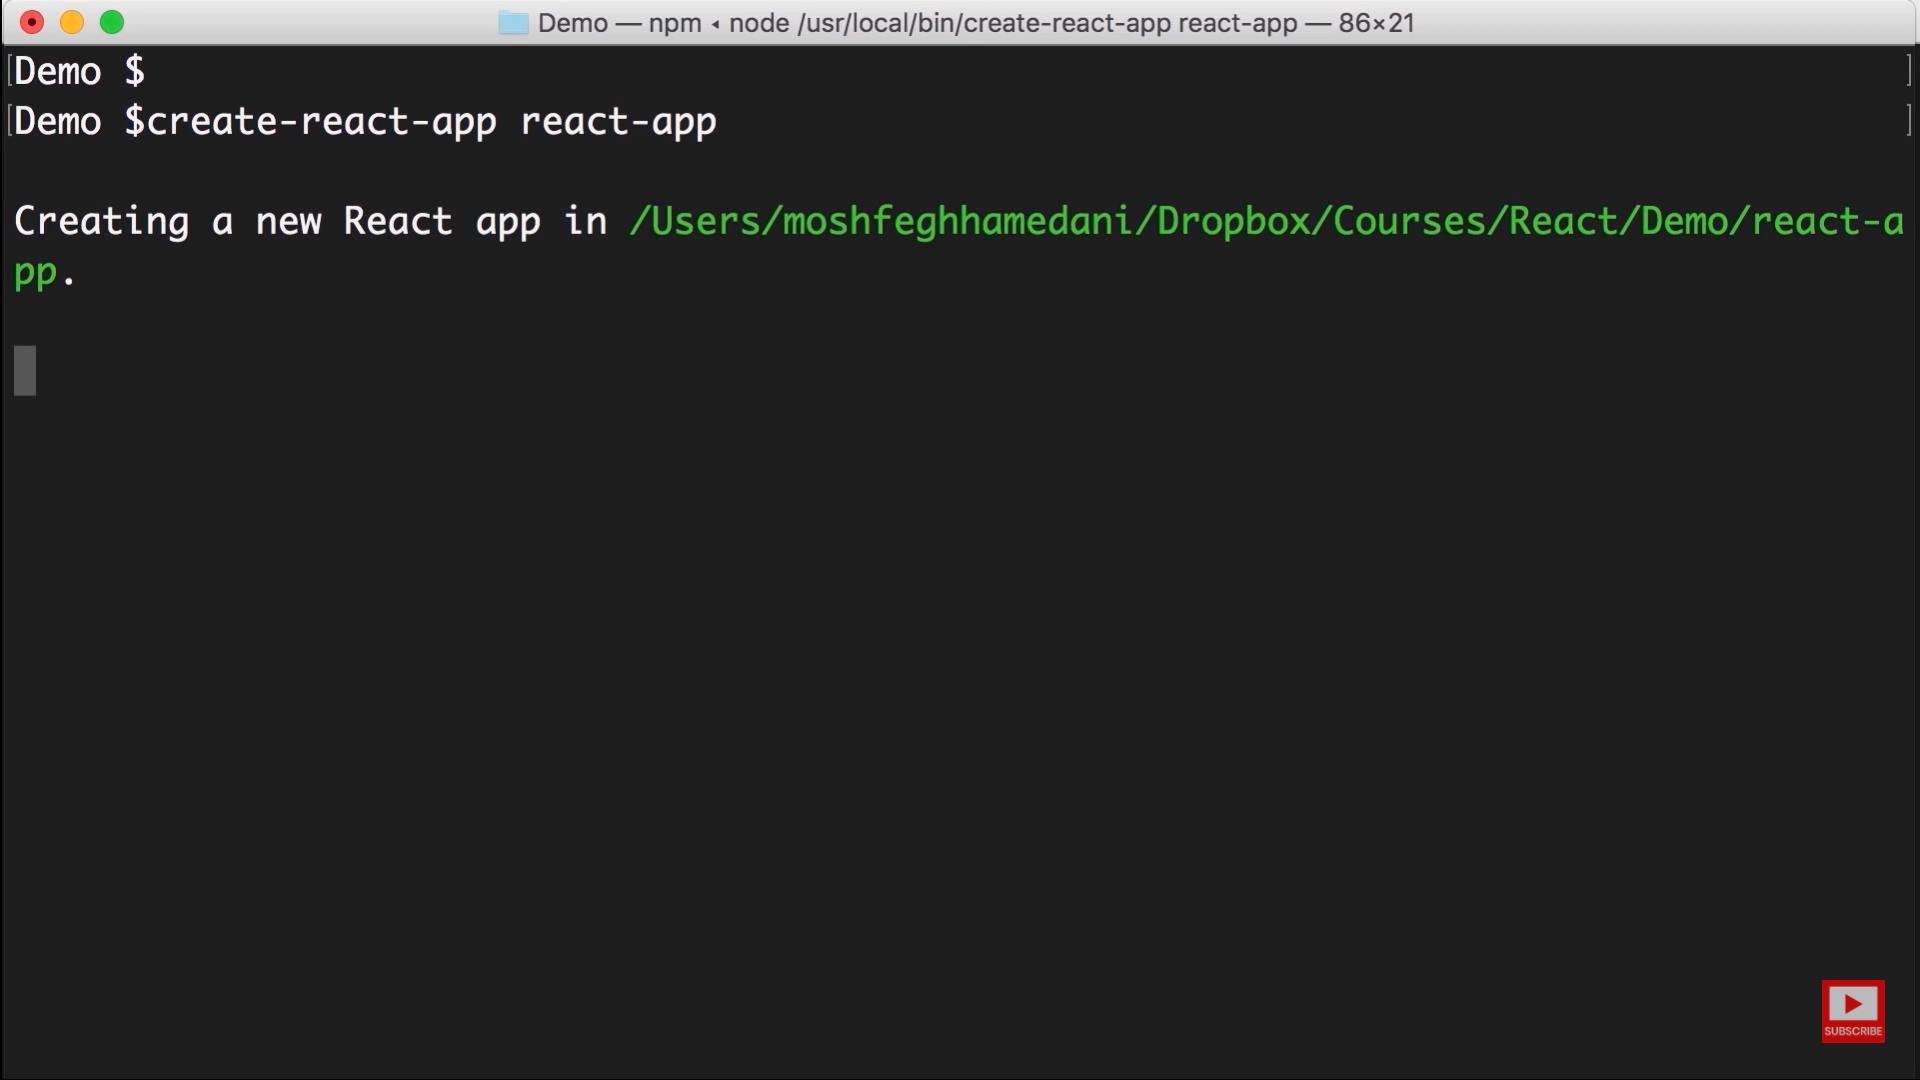 Demo — npm ◂ node /usr/local/bin/create-react-app react-app — 86×21
[Demo $ ]
[Demo $create-react-app react-app ]
Creating a new React app in /Users/moshfeghhamedani/Dropbox/Courses/React/Demo/react-a
pp.
SUBSCRIBE